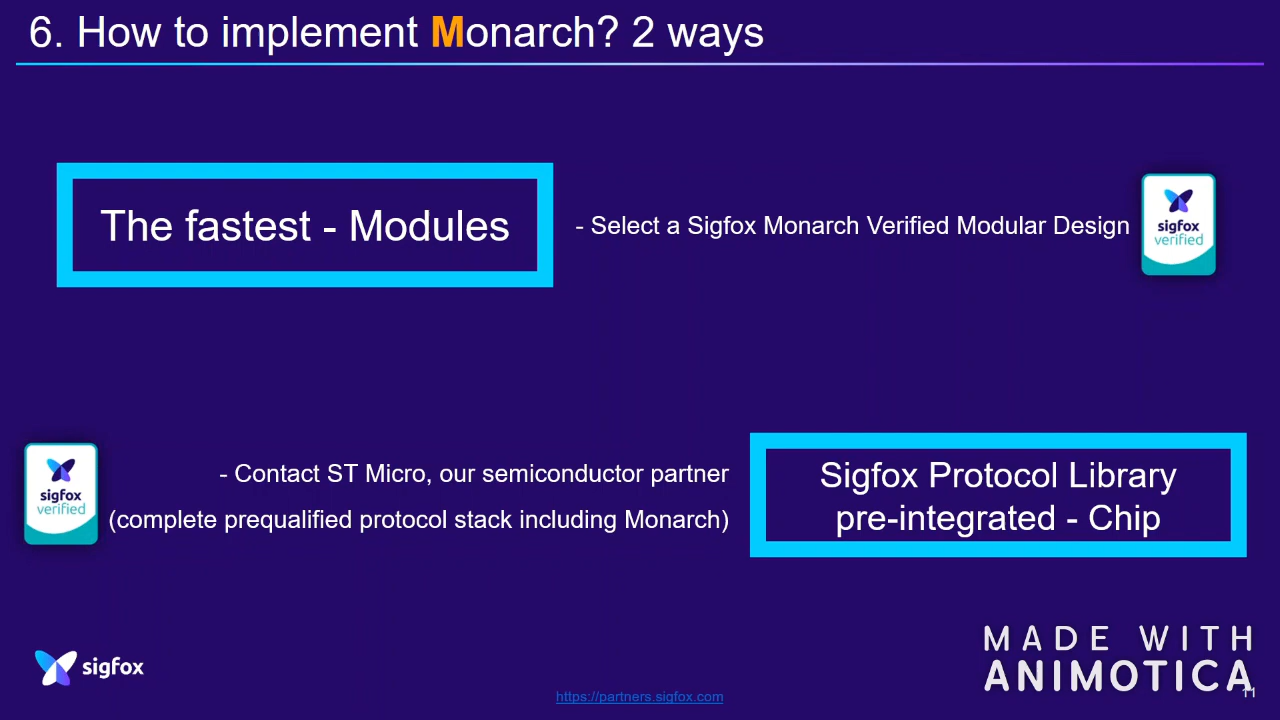 6. How to implement Monarch? 2 ways
The fastest - Modules
- Select a Sigfox Monarch Verified Modular Design
sigfox
verified
sigfox
verified
- Contact ST Micro, our semiconductor partner
(complete prequalified protocol stack including Monarch)
Sigfox Protocol Library
pre-integrated - Chip
sigfox
https://partners.sigfox.com
MADE WITH
ANIMOTICA
11